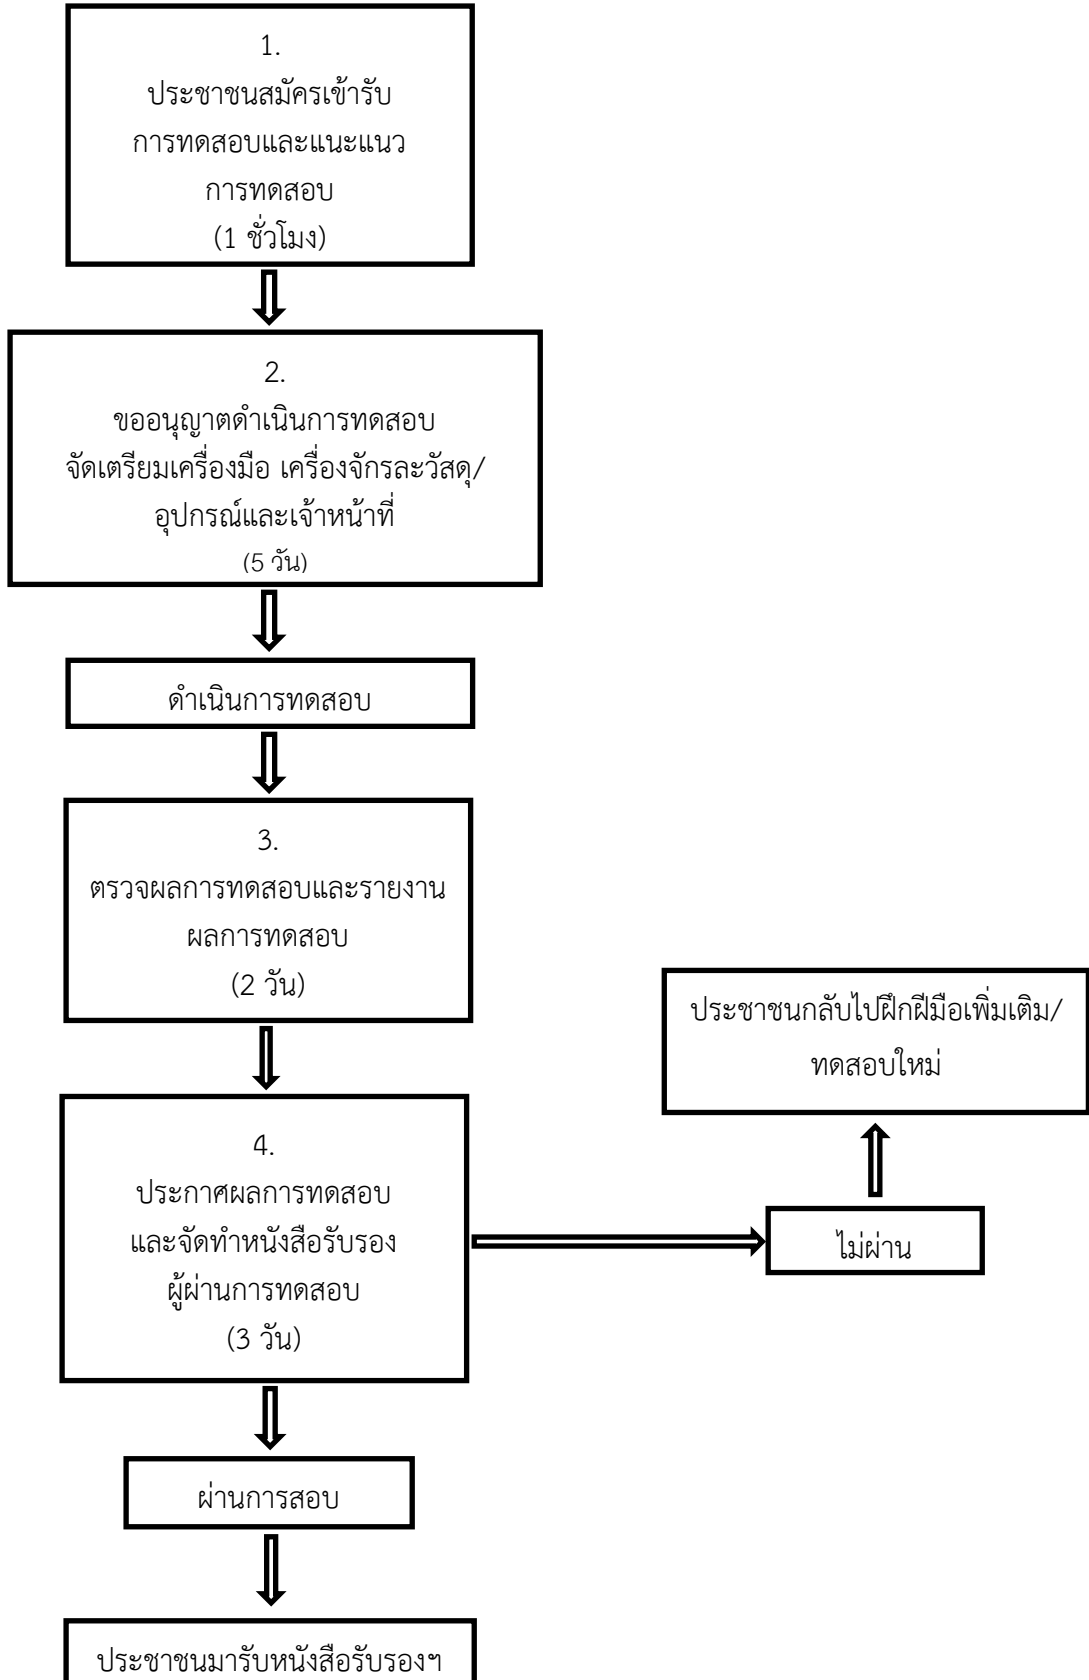 1.
ประชาชนสมัครเข้ารับ
การทดสอบและแนะแนว
การทดสอบ
(1 ชั่วโมง)
2.
ขออนุญาตดำเนินการทดสอบ
จัดเตรียมเครื่องมือ เครื่องจักรละวัสดุ/
อุปกรณ์และเจ้าหน้าที่
(5 วัน)
ดำเนินการทดสอบ
3.
ตรวจผลการทดสอบและรายงาน
ผลการทดสอบ
(2 วัน)
ประชาชนกลับไปฝึกฝีมือเพิ่มเติม/
ทดสอบใหม่
4.
ประกาศผลการทดสอบ
และจัดทำหนังสือรับรอง
ผู้ผ่านการทดสอบ
(3 วัน)
ไม่ผ่าน
ผ่านการสอบ
ประชาชนมารับหนังสือรับรองฯ